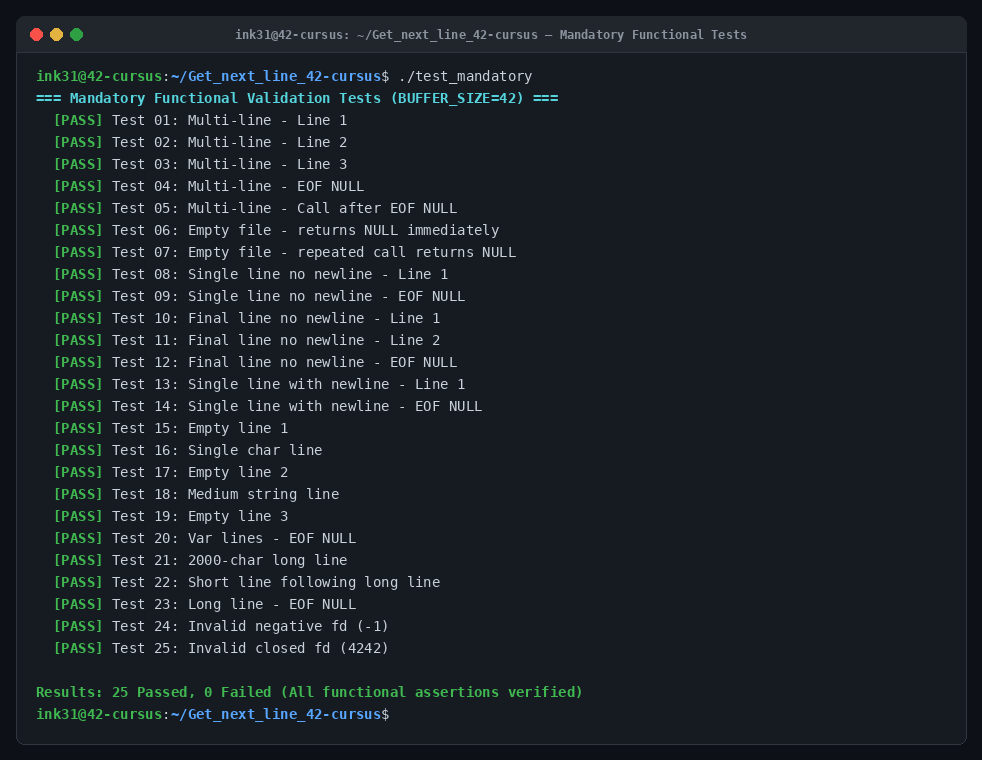 ink31@42-cursus: ~/Get_next_line_42-cursus — Mandatory Functional Tests
ink31@42-cursus:~/Get_next_line_42-cursus$ ./test_mandatory
=== Mandatory Functional Validation Tests (BUFFER_SIZE=42) ===
[PASS] Test 01: Multi-line - Line 1
[PASS] Test 02: Multi-line - Line 2
[PASS] Test 03: Multi-line - Line 3
[PASS] Test 04: Multi-line - EOF NULL
[PASS] Test 05: Multi-line - Call after EOF NULL
[PASS] Test 06: Empty file - returns NULL immediately
[PASS] Test 07: Empty file - repeated call returns NULL
[PASS] Test 08: Single line no newline - Line 1
[PASS] Test 09: Single line no newline - EOF NULL
[PASS] Test 10: Final line no newline - Line 1
[PASS] Test 11: Final line no newline - Line 2
[PASS] Test 12: Final line no newline - EOF NULL
[PASS] Test 13: Single line with newline - Line 1
[PASS] Test 14: Single line with newline - EOF NULL
[PASS] Test 15: Empty line 1
[PASS] Test 16: Single char line
[PASS] Test 17: Empty line 2
[PASS] Test 18: Medium string line
[PASS] Test 19: Empty line 3
[PASS] Test 20: Var lines - EOF NULL
[PASS] Test 21: 2000-char long line
[PASS] Test 22: Short line following long line
[PASS] Test 23: Long line - EOF NULL
[PASS] Test 24: Invalid negative fd (-1)
[PASS] Test 25: Invalid closed fd (4242)
Results: 25 Passed, 0 Failed (All functional assertions verified)
ink31@42-cursus:~/Get_next_line_42-cursus$